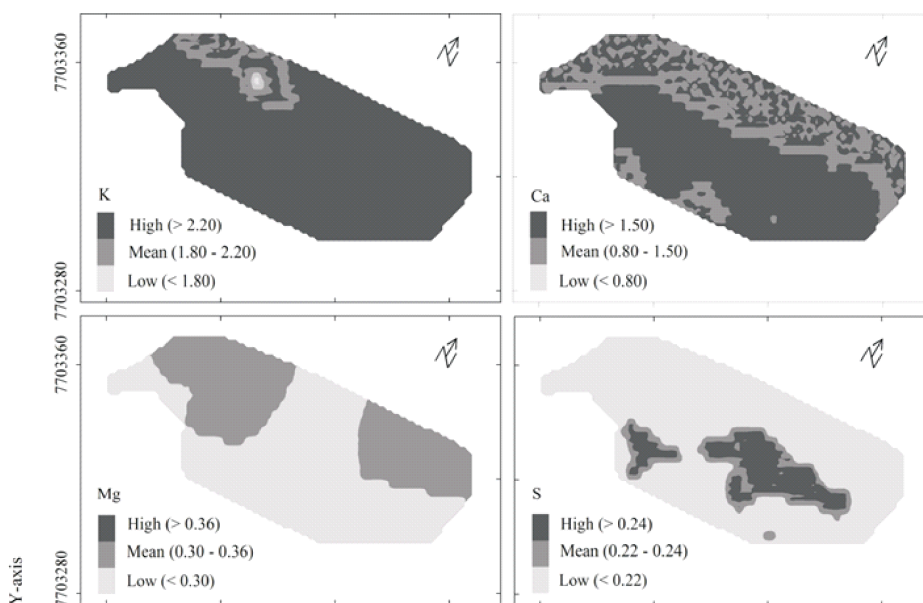 7703360
K
High (> 2.20)
Mean (1.80 - 2.20)
Low (< 1.80)
7703280
Ca
High (> 1.50)
Mean (0.80 - 1.50)
Low (< 0.80)
7703360
Mg
High (> 0.36)
Mean (0.30 - 0.36)
Low (< 0.30)
7703280
Y-axis
S
High (> 0.24)
Mean (0.22 - 0.24)
Low (< 0.22)